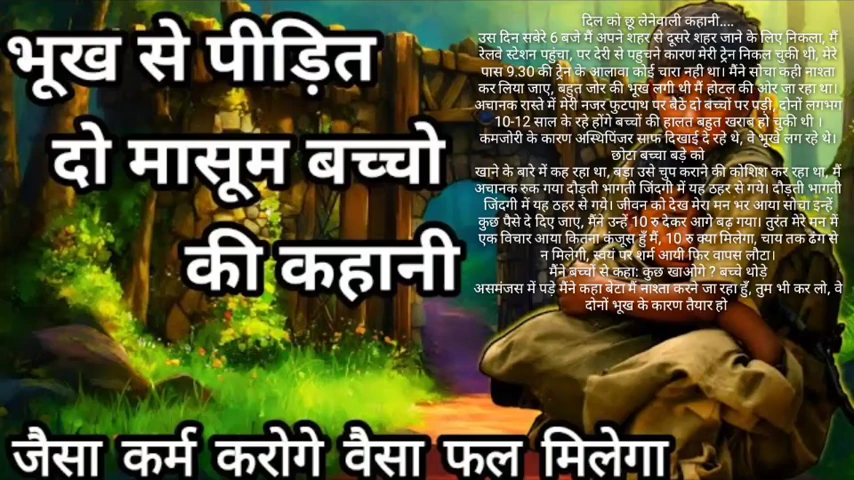 भूख से पीड़ित
दो मासूम बच्चो
की कहानी
जैसा कर्म करोगे वैसा फल मिलेगा
दिल को छू लेनेवाली कहानी....
उस दिन सबेरे 6 बजे मैं अपने शहर से दूसरे शहर जाने के लिए निकला, मैं
रेलवे स्टेशन पहुंचा, पर देरी से पहुचने कारण मेरी ट्रेन निकल चुकी थी, मेरे
पास 9.30 की ट्रेन के आलावा कोई चारा नही था। मैंने सोचा कही नाश्ता
कर लिया जाए, बहुत जोर की भूख लगी थी मैं होटल की ओर जा रहा था।
अचानक रास्ते में मेरी नजर फुटपाथ पर बैठे दो बच्चों पर पड़ी, दोनों लगभग
10-12 साल के रहे होंगे बच्चों की हालत बहुत खराब हो चुकी थी ।
कमजोरी के कारण अस्थिपिंजर साफ दिखाई दे रहे थे, वे भूखे लग रहे थे।
छोटा बच्चा बड़े को
खाने के बारे में कह रहा था, बड़ा उसे चुप कराने की कोशिश कर रहा था, मैं
अचानक रुक गया दौड़ती भागती जिंदगी में यह ठहर से गये। दौड़ती भागती
जिंदगी में यह ठहर से गये। जीवन को देख मेरा मन भर आया सोचा इन्हें
कुछ पैसे दे दिए जाए, मैंने उन्हें 10 रु देकर आगे बढ़ गया। तुरंत मेरे मन में
एक विचार आया कितना कंजुस हूँ मैं, 10 रु क्या मिलेगा, चाय तक ढंग से
न मिलेगी, स्वयं पर शर्म आयी फिर वापस लौटा।
मैंने बच्चों से कहा: कुछ खाओगे ? बच्चे थोड़े
असमंजस में पड़े मैंने कहा बेटा मैं नाश्ता करने जा रहा हूँ, तुम भी कर लो, वे
दोनों भूख के कारण तैयार हो